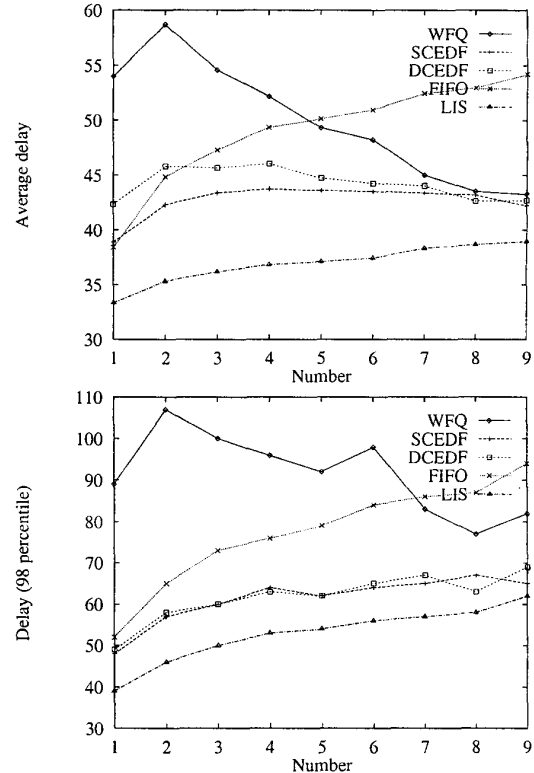 Average delay
60
55
50
45
40
35
30
WFQ
SCEDF
DCEDF
FIFO
LIS
1 2 3 4 5 6 7 8 9
Number
Delay (98 percentile)
110
100
90
80
70
60
50
40
30
WFQ
SCEDF
DCEDF
FIFO
LIS
1 2 3 4 5 6 7 8 9
Number